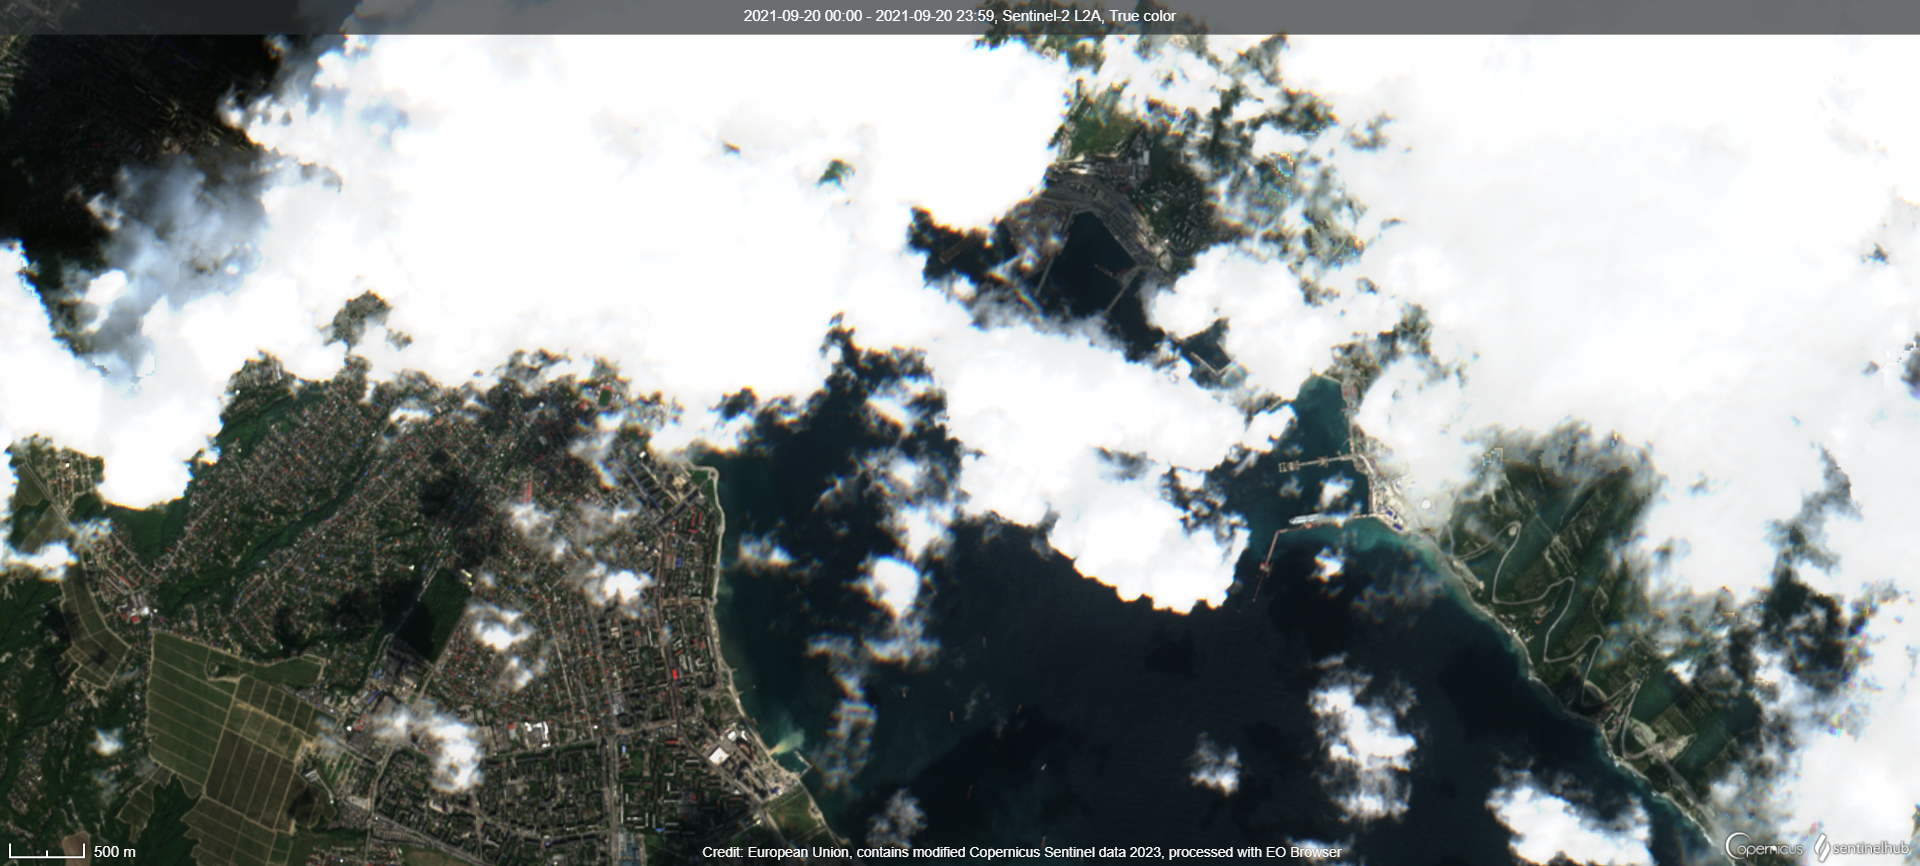 2021-09-20 00:00 - 2021-09-20 23:59, Sentinel-2 L2A, True color
500 m
Credit: European Union, contains modified Copernicus Sentinel data 2023, processed with EO Browser
Copernicus
sentinelhub